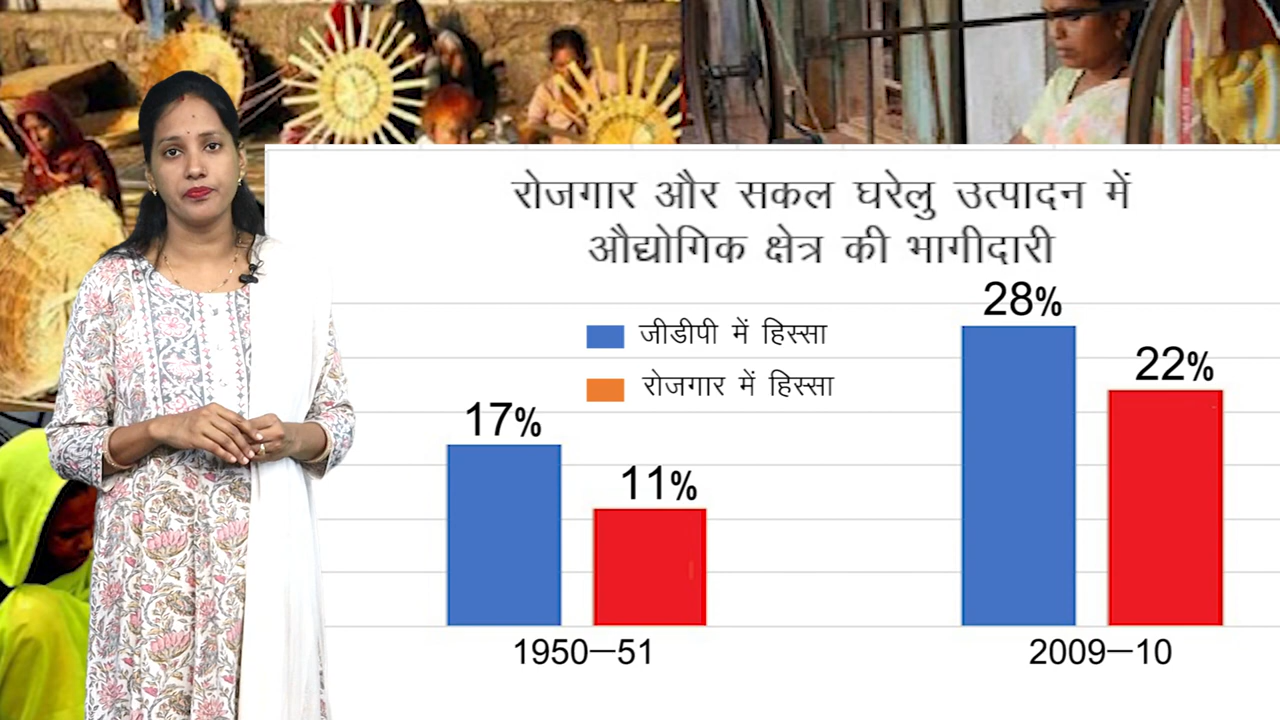 रोजगार और सकल घरेलु उत्पादन में
औद्योगिक क्षेत्र की भागीदारी
जीडीपी में हिस्सा
रोजगार में हिस्सा
17%
11%
28%
22%
1950—51
2009—10